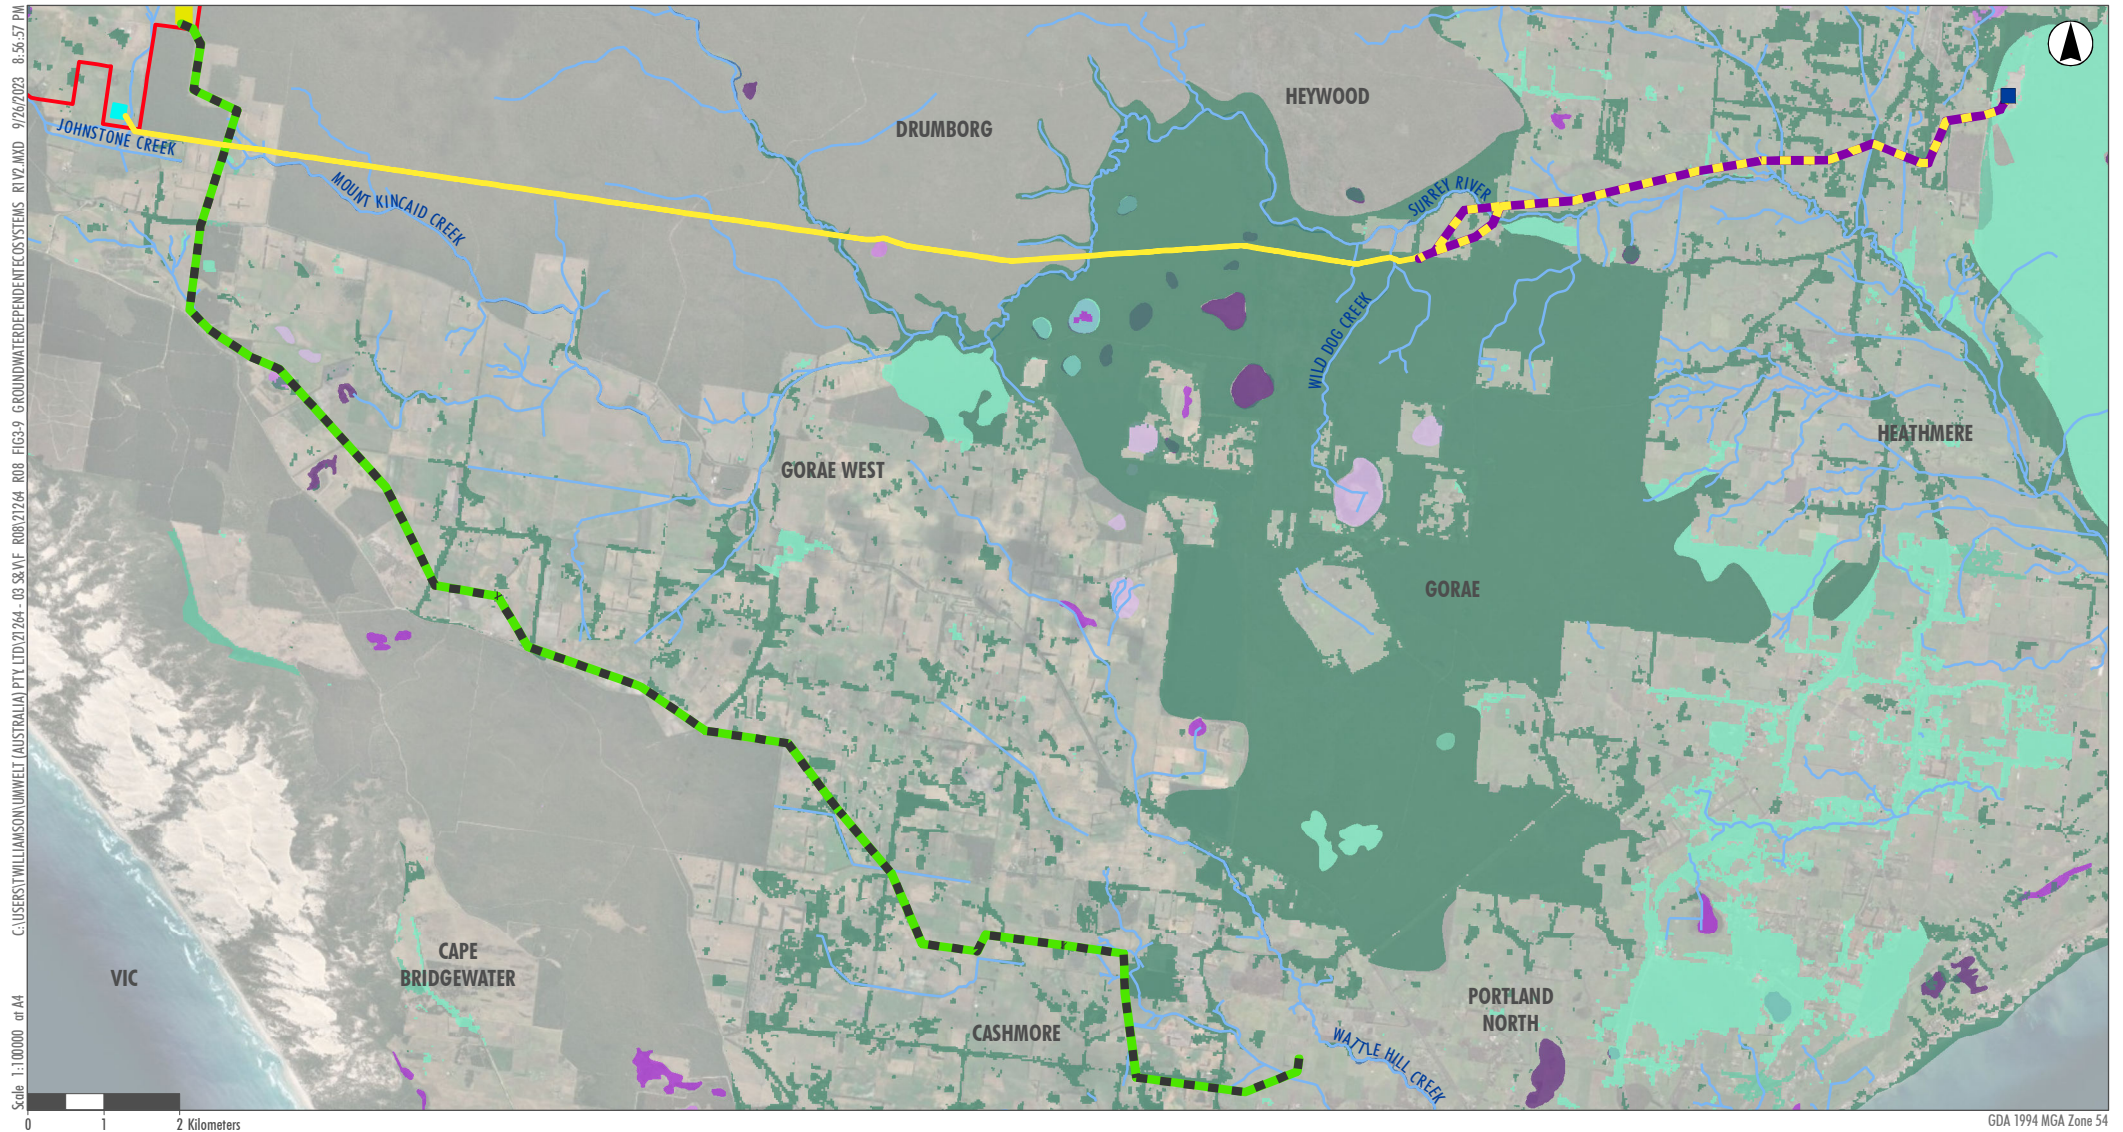 C:\USERS\TWILLIAMSON\UMWELT (AUSTRALIA) PTY LTD\21264 - 03 S&V\F R08\21264 R08 FIG3-9 GROUNDWATERDEPENDENTECOSYSTEMS R1V2.MXD 9/26/2023 8:56:57 PM
Scale 1:100000 at A4
HEYWOOD
DRUMBORG
JOHNSTONE CREEK
MOUNT KINCAID CREEK
SURREY RIVER
WILD DOG CREEK
HEATHMERE
GORAE WEST
GORAE
CAPE
BRIDGEWATER
VIC
PORTLAND
NORTH
CASHMORE
WATTLE HILL CREEK
0 1 2 Kilometers
GDA 1994 MGA Zone 54